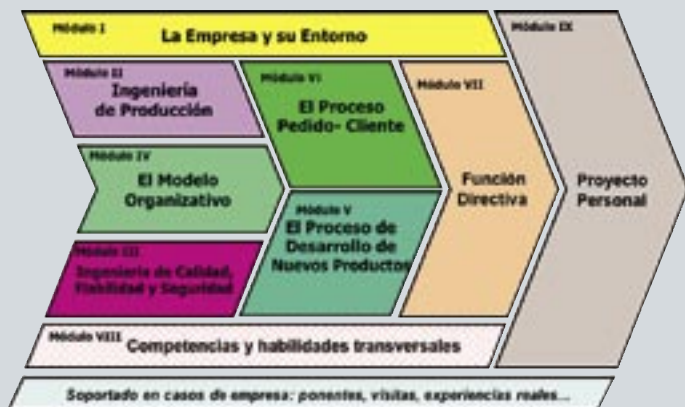 Módulo I
La Empresa y su Entorno
Módulo IX
Proyecto
Personal
Módulo II
Ingeniería
de Producción
Módulo VI
El Proceso
Pedido- Cliente
Módulo VII
Función
Directiva
Módulo IV
El Modelo
Organizativo
Módulo V
El Proceso de
Desarrollo de
Nuevos Productos
Módulo III
Ingeniería de Calidad,
Fiabilidad y Seguridad
Módulo VIII
Competencias y habilidades transversales
Soportado en casos de empresa: ponentes, visitas, experiencias reales...